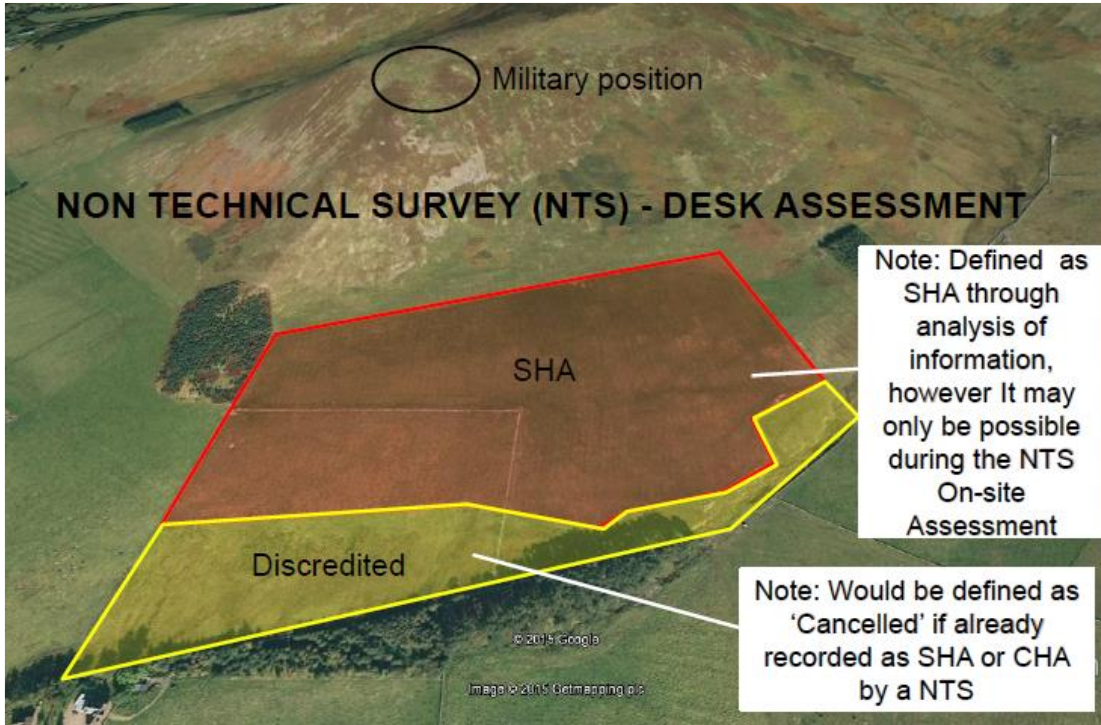 Military position
NON TECHNICAL SURVEY (NTS) - DESK ASSESSMENT
Note: Defined as
SHA through
analysis of
information,
however It may
only be possible
during the NTS
On-site
Assessment
SHA
Discredited
Note: Would be defined as
‘Cancelled’ if already
recorded as SHA or CHA
by a NTS
© 2015 Google
Image © 2015 Getmapping plc